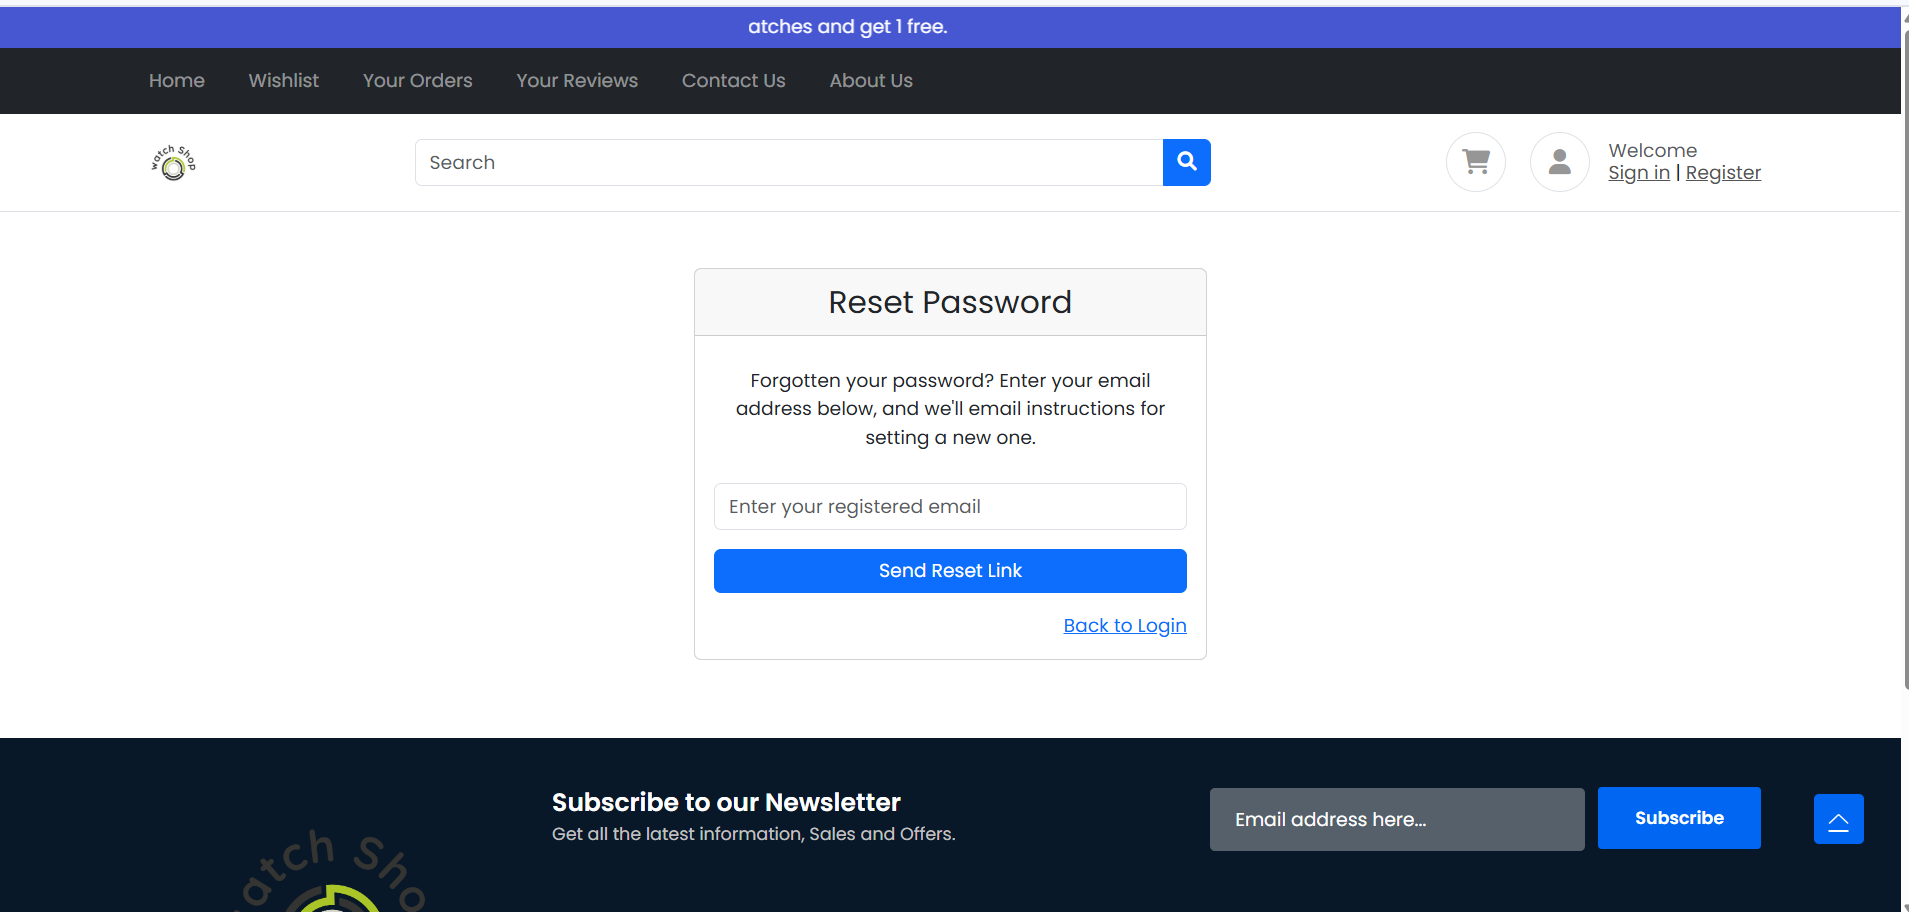 atches and get 1 free.
Home Wishlist Your Orders Your Reviews Contact Us About Us
watch Shop
Search
Welcome
Sign in | Register
Reset Password
Forgotten your password? Enter your email
address below, and we'll email instructions for
setting a new one.
Enter your registered email
Send Reset Link
Back to Login
Subscribe to our Newsletter
Get all the latest information, Sales and Offers.
Email address here...
Subscribe
watch Shop